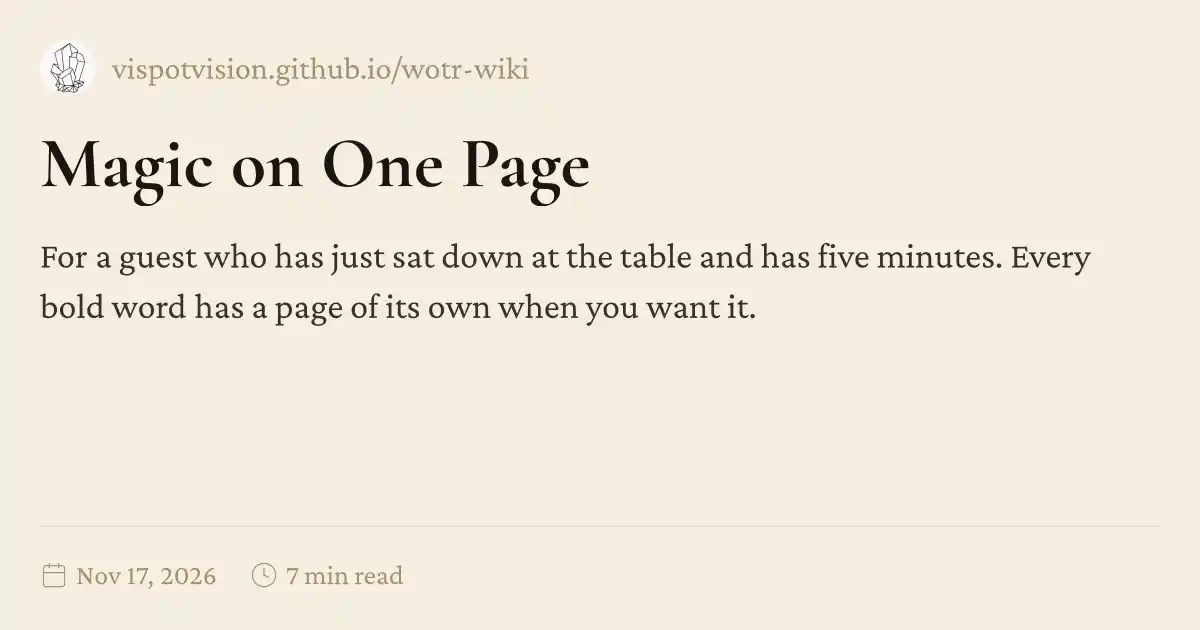 vispotvision.github.io/wotr-wiki
Magic on One Page
For a guest who has just sat down at the table and has five minutes. Every
bold word has a page of its own when you want it.
Nov 17, 2026
7 min read